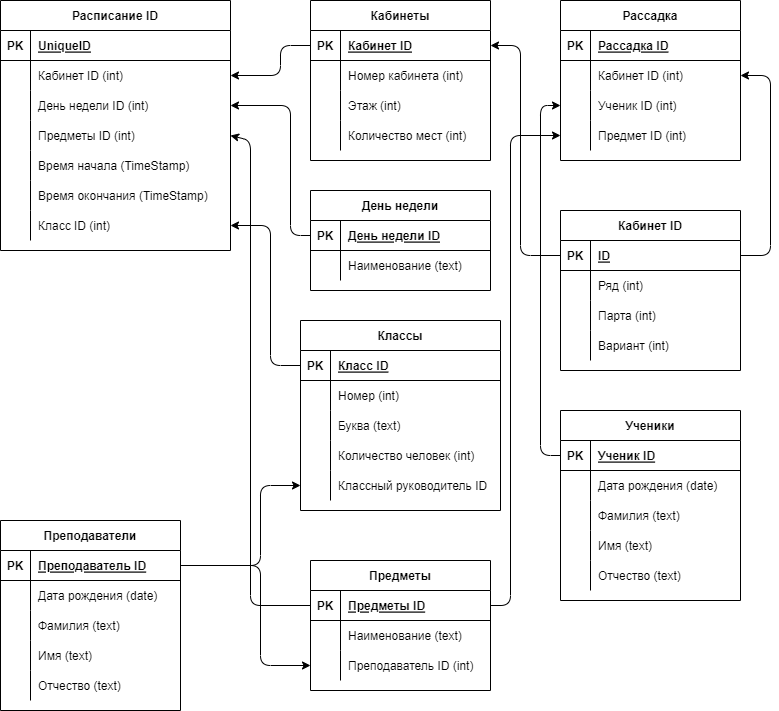 Расписание ID
PK UniqueID
Кабинет ID (int)
День недели ID (int)
Предметы ID (int)
Время начала (TimeStamp)
Время окончания (TimeStamp)
Класс ID (int)
Кабинеты
PK Кабинет ID
Номер кабинета (int)
Этаж (int)
Количество мест (int)
Рассадка
PK Рассадка ID
Кабинет ID (int)
Ученик ID (int)
Предмет ID (int)
День недели
PK День недели ID
Наименование (text)
Кабинет ID
PK ID
Ряд (int)
Парта (int)
Вариант (int)
Классы
PK Класс ID
Номер (int)
Буква (text)
Количество человек (int)
Классный руководитель ID
Ученики
PK Ученик ID
Дата рождения (date)
Фамилия (text)
Имя (text)
Отчество (text)
Преподаватели
PK Преподаватель ID
Дата рождения (date)
Фамилия (text)
Имя (text)
Отчество (text)
Предметы
PK Предметы ID
Наименование (text)
Преподаватель ID (int)